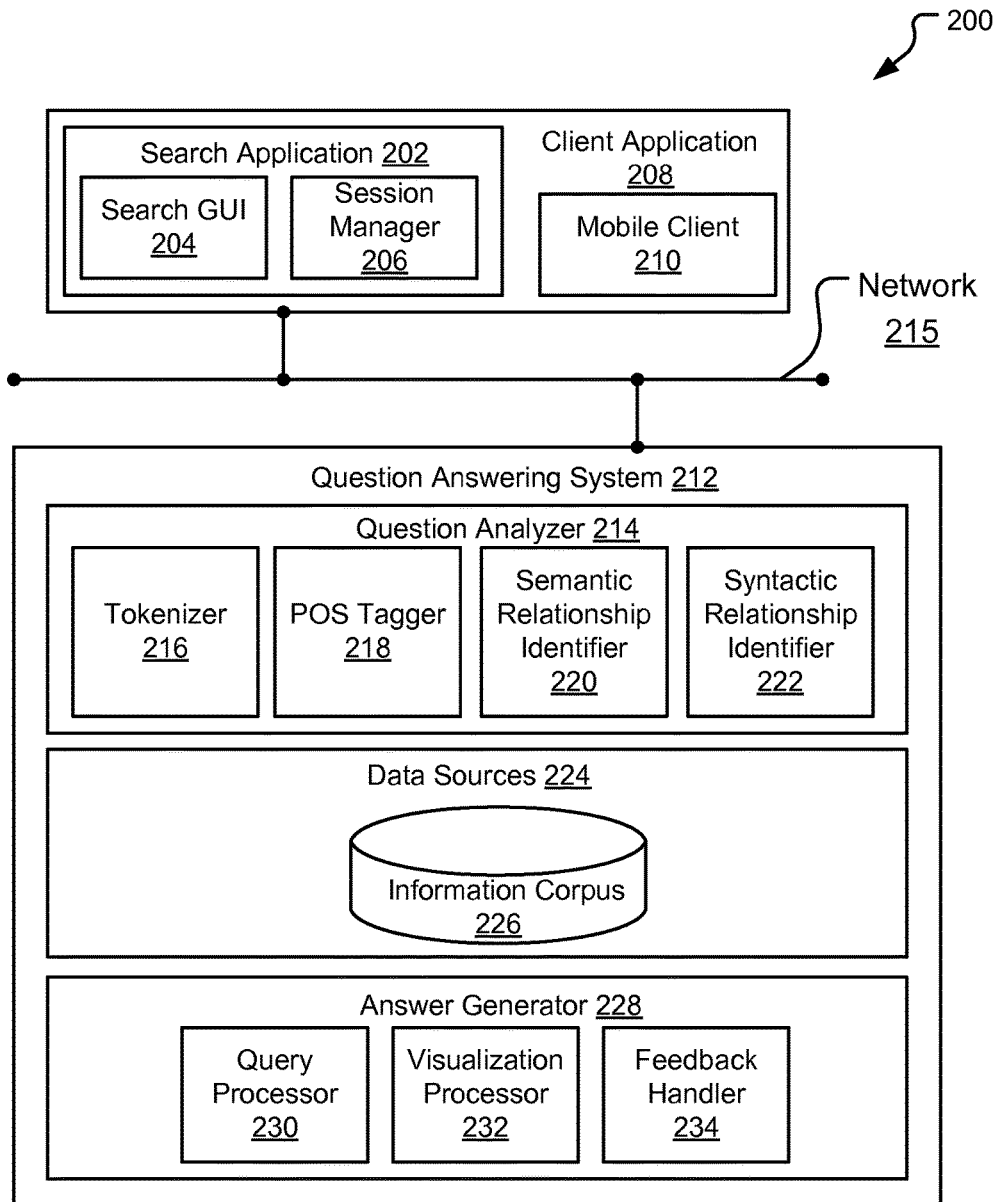 200
Search Application 202
Search GUI
204
Session
Manager
206
Client Application
208
Mobile Client
210
Network
215
Question Answering System 212
Question Analyzer 214
Tokenizer
216
POS Tagger
218
Semantic
Relationship
Identifier
220
Syntactic
Relationship
Identifier
222
Data Sources 224
Information Corpus
226
Answer Generator 228
Query
Processor
230
Visualization
Processor
232
Feedback
Handler
234